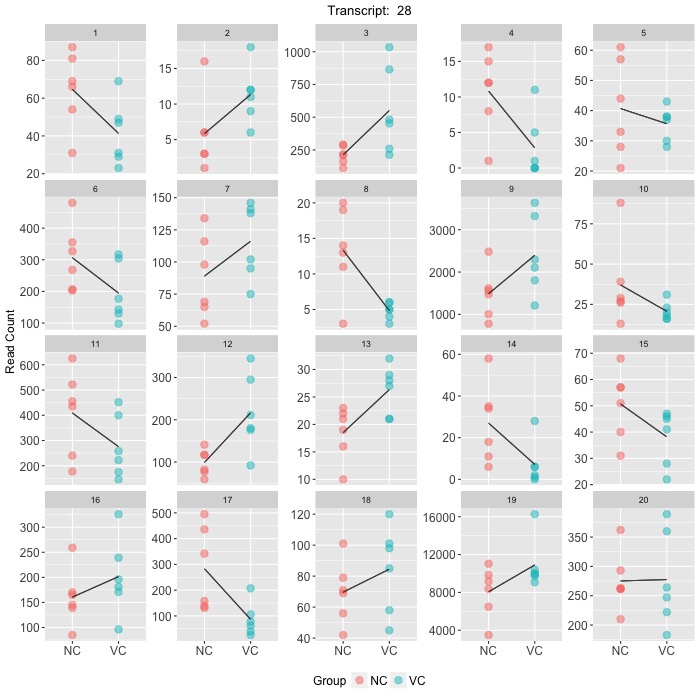 Transcript: 28
1 2 3 4 5
80 60 40 20
15 10 5
1000 750 500 250
15 10 5 0
60 50 40 30 20
6 7 8 9 10
400 300 200 100
150 125 100 75 50
20 15 10 5
3000 2000 1000
75 50 25
Read Count
11 12 13 14 15
600 500 400 300 200
300 200 100
30 25 20 15 10
60 40 20 0
70 60 50 40 30 20
16 17 18 19 20
300 250 200 150 100
500 400 300 200 100
120 100 80 60 40
16000 12000 8000 4000
350 300 250 200
NC VC NC VC NC VC NC VC NC VC
Group NC VC